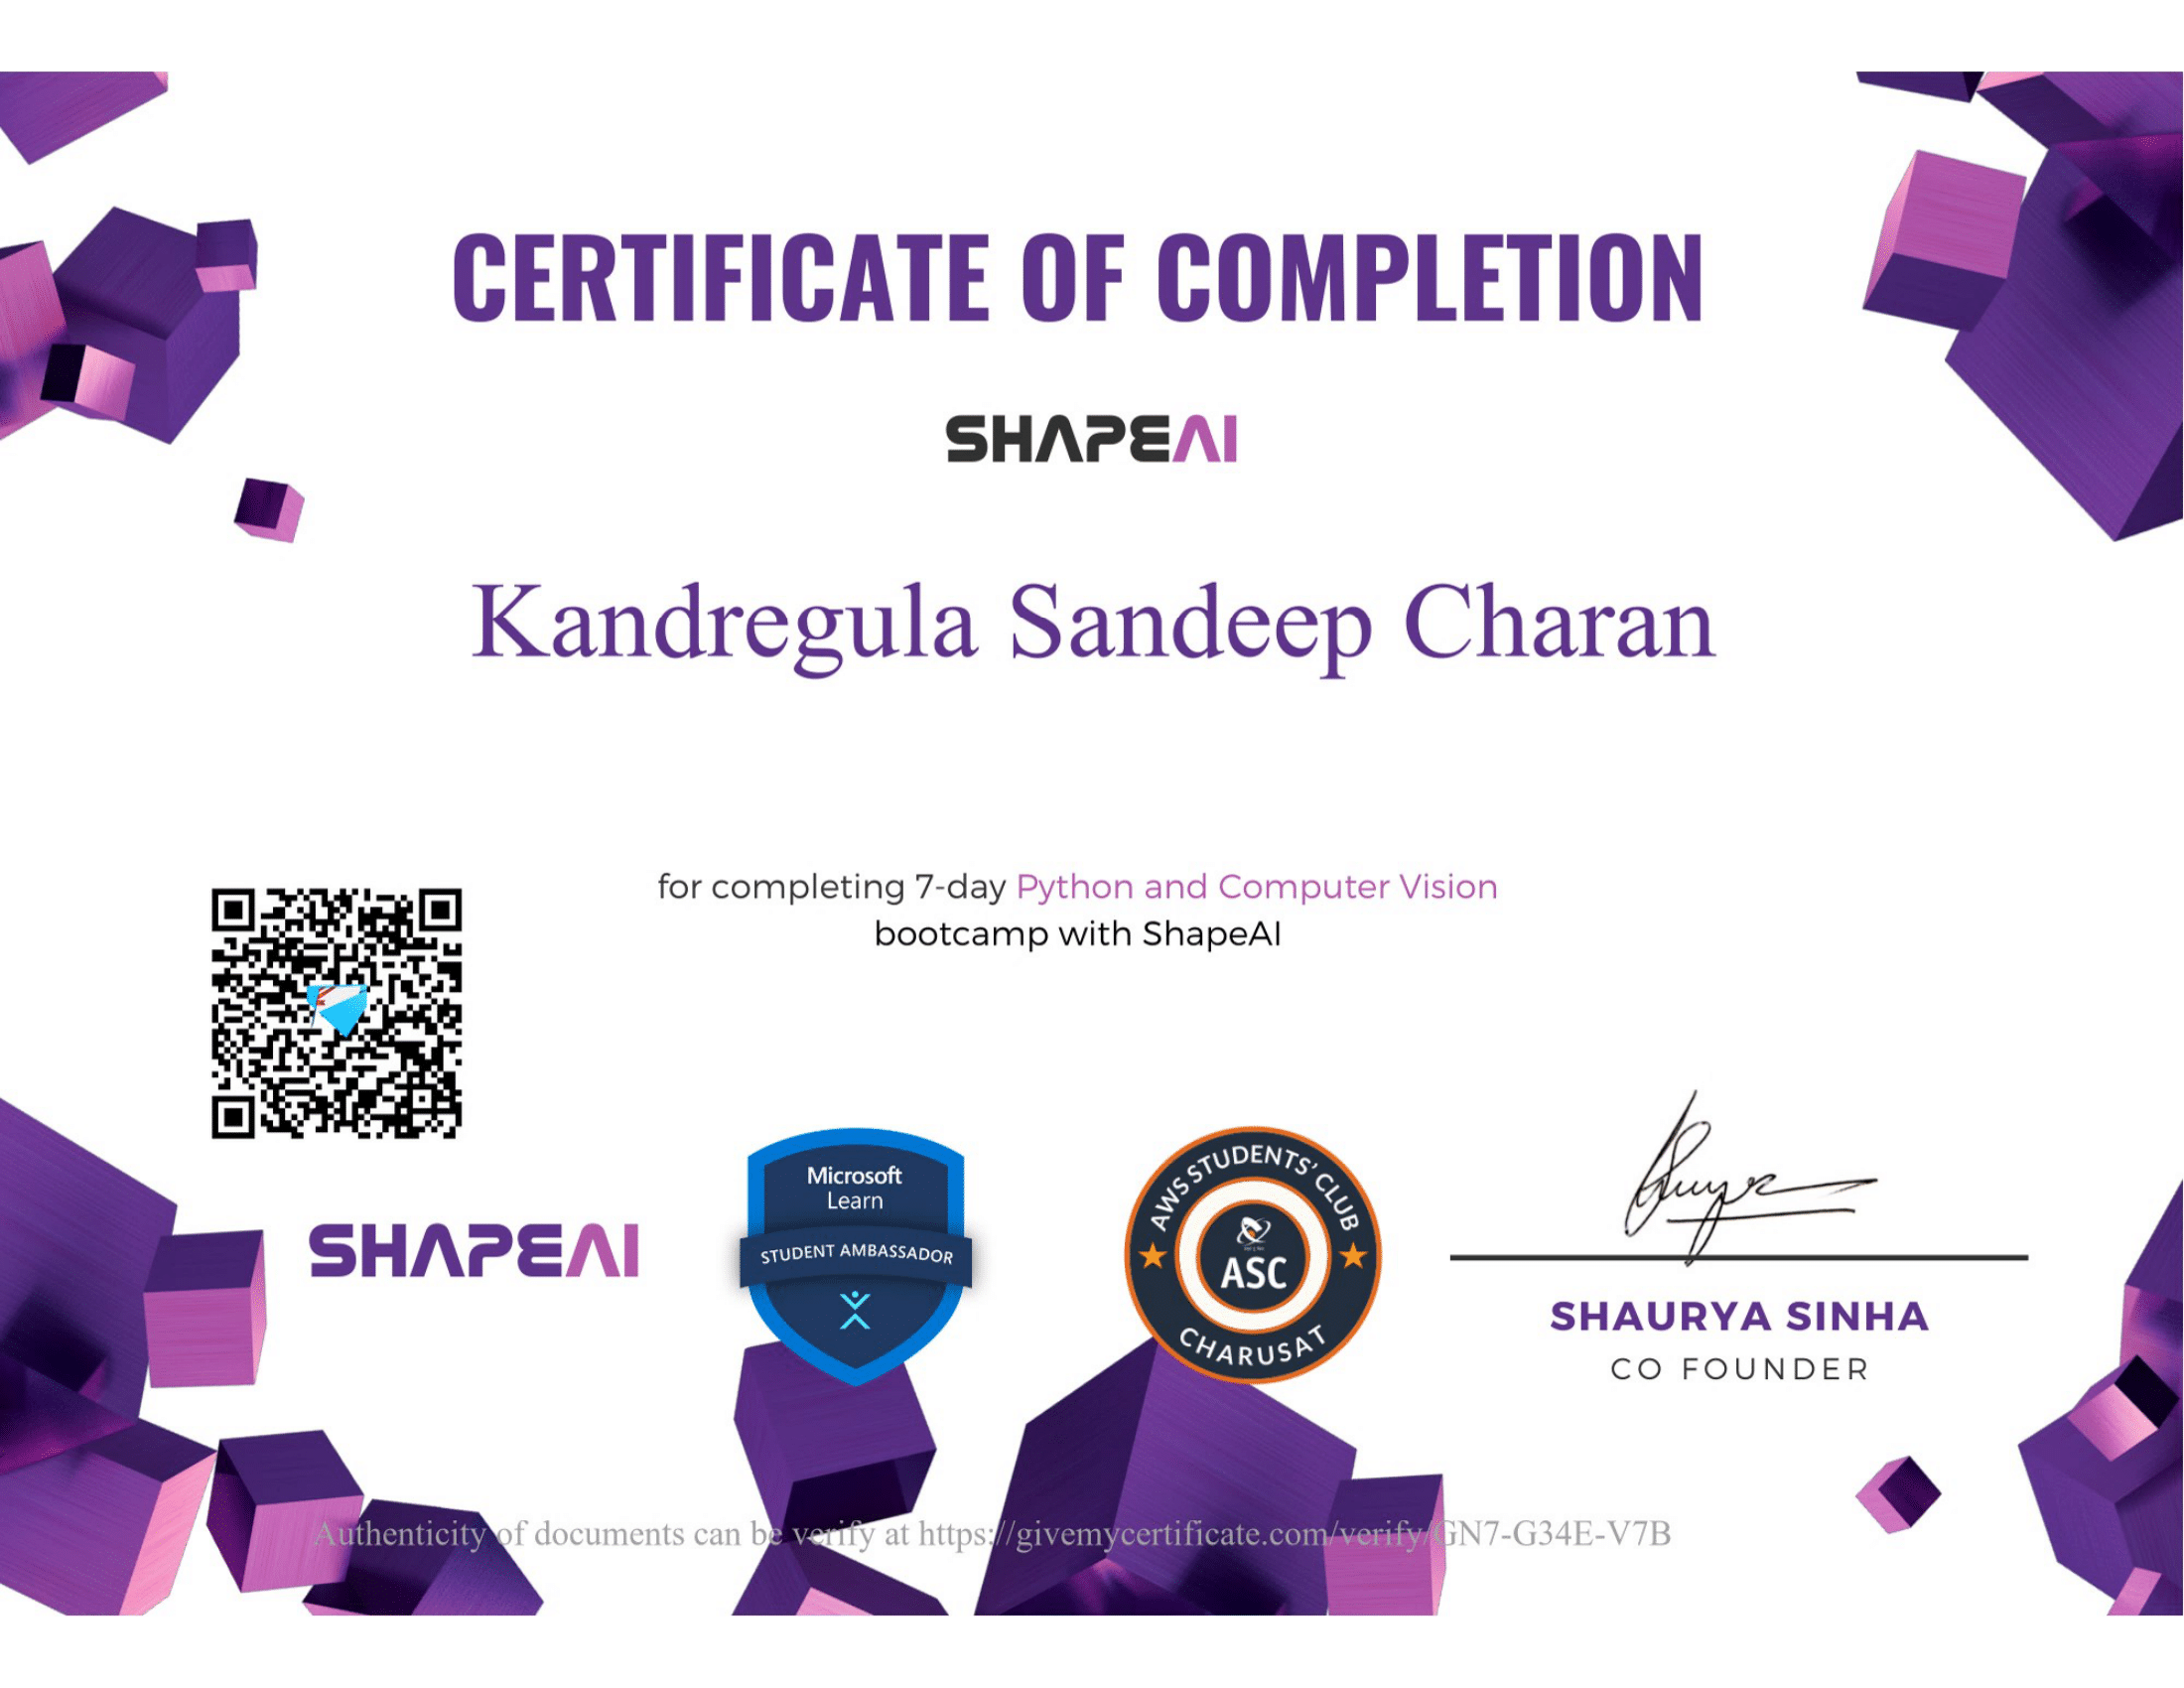 CERTIFICATE OF COMPLETION
SHAPEAI
Kandregula Sandeep Charan
for completing 7-day Python and Computer Vision
bootcamp with ShapeAI
SHAPEAI
Microsoft
Learn
STUDENT AMBASSADOR
AWS STUDENTS' CLUB
ASC
CHARUSAT
SHAURYA SINHA
CO FOUNDER
Authenticity of documents can be verify at https://givemycertificate.com/verify/GN7-G34E-V7B